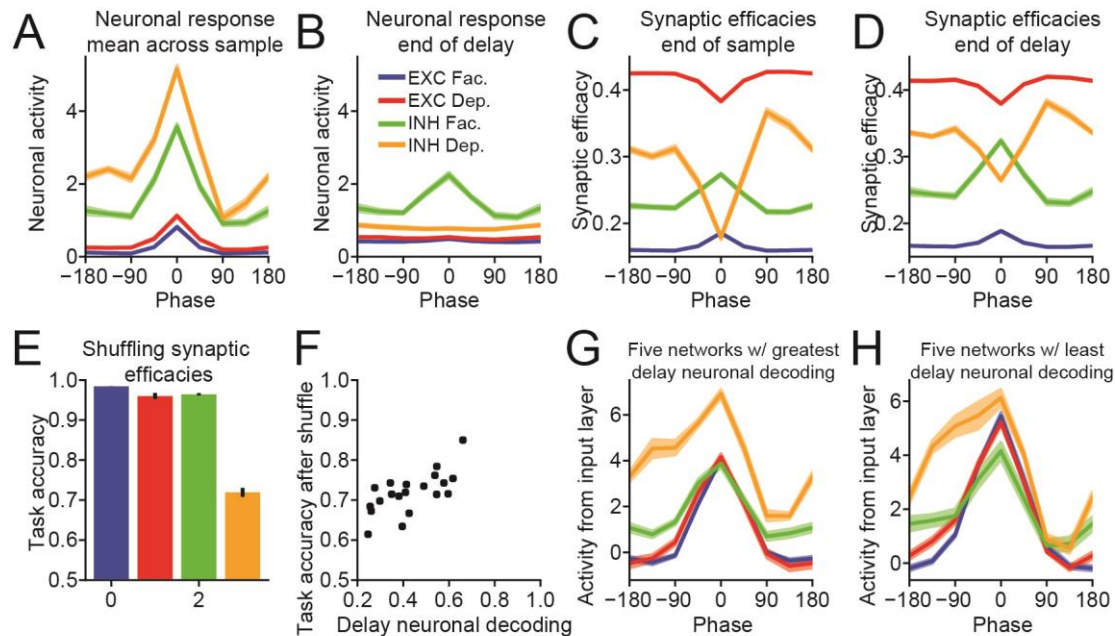 A
Neuronal response
mean across sample
Neuronal activity
4
2
0
−180
−90
0
90
180
Phase
B
Neuronal response
end of delay
EXC Fac.
EXC Dep.
INH Fac.
INH Dep.
Neuronal activity
4
2
0
−180
−90
0
90
180
Phase
C
Synaptic efficacies
end of sample
Synaptic efficacy
0.4
0.3
0.2
−180
−90
0
90
180
Phase
D
Synaptic efficacies
end of delay
Synaptic efficacy
0.4
0.3
0.2
−180
−90
0
90
180
Phase
E
Shuffling synaptic
efficacies
Task accuracy
1.0
0.9
0.8
0.7
0.6
0.5
0
2
F
Task accuracy after shuffle
1.0
0.9
0.8
0.7
0.6
0.5
0.2
0.4
0.6
0.8
1.0
Delay neuronal decoding
G
Five networks w/ greatest
delay neuronal decoding
Activity from input layer
6
4
2
0
−180
−90
0
90
180
Phase
H
Five networks w/ least
delay neuronal decoding
Activity from input layer
6
4
2
0
−180
−90
0
90
180
Phase